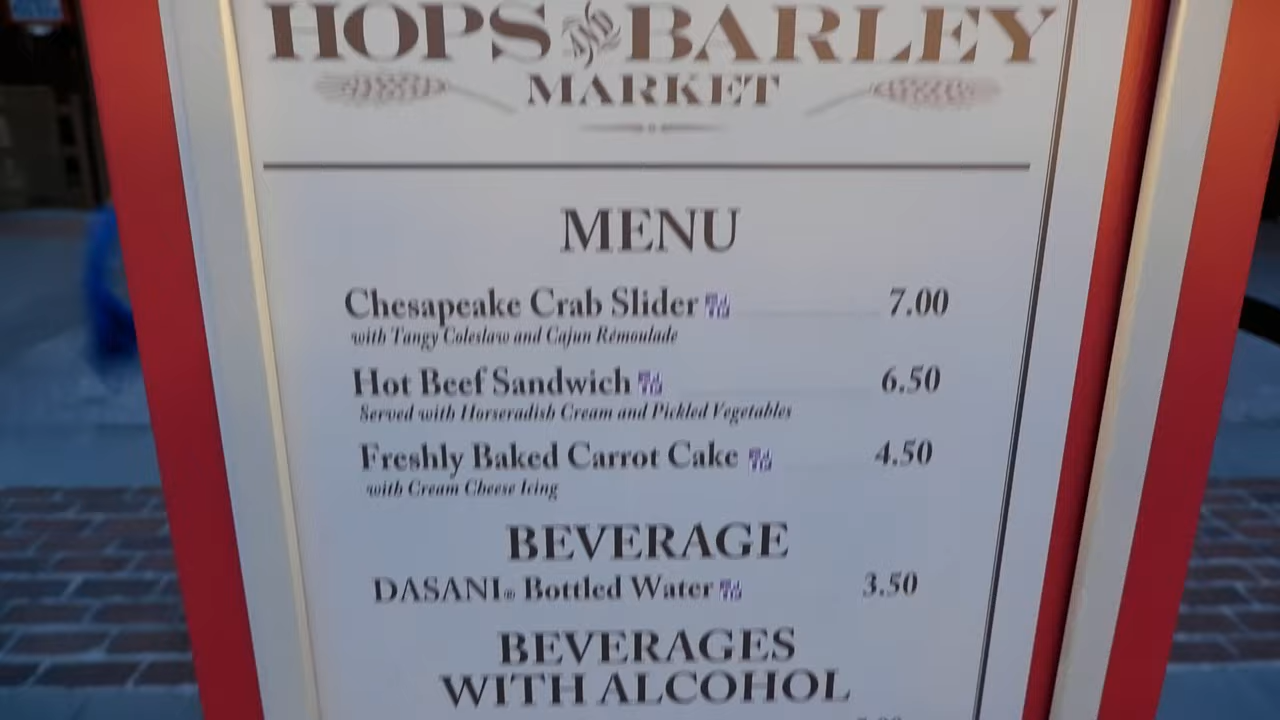 HOPS AND BARLEY
MARKET
MENU
Chesapeake Crab Slider 7.00
with Tangy Coleslaw and Cajun Rémoulade
Hot Beef Sandwich 6.50
Served with Horseradish Cream and Pickled Vegetables
Freshly Baked Carrot Cake 4.50
with Cream Cheese Icing
BEVERAGE
DASANI® Bottled Water 3.50
BEVERAGES
WITH ALCOHOL